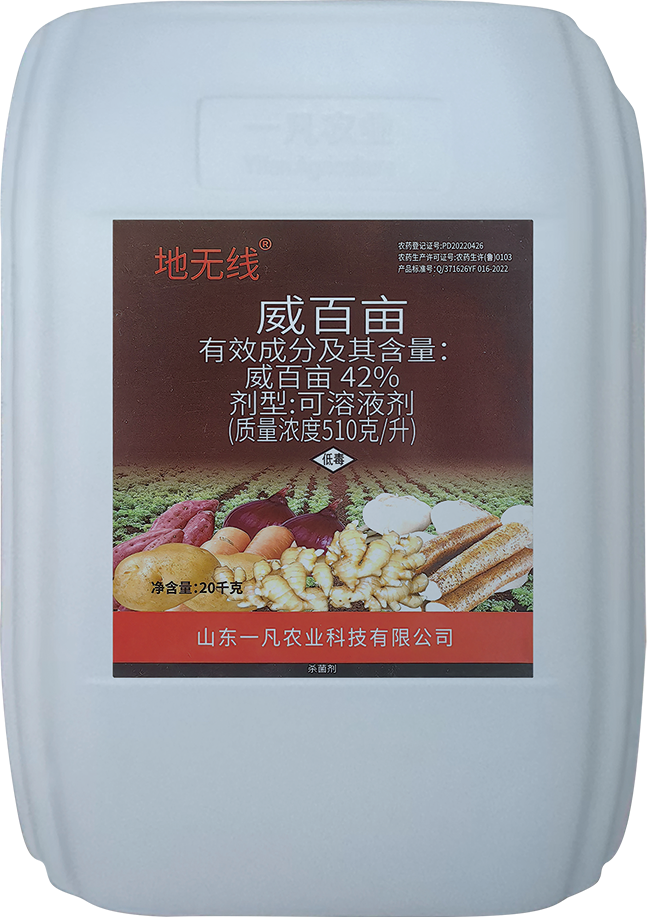 一凡农业
地无线®
农药登记证号:PD20220426
农药生产许可证号:农药生许(鲁)0103
产品标准号:Q/371626YF 016-2022
威百亩
有效成分及其含量:
威百亩 42%
剂型:可溶液剂
(质量浓度510克/升)
低毒
净含量:20千克
山东一凡农业科技有限公司
杀菌剂